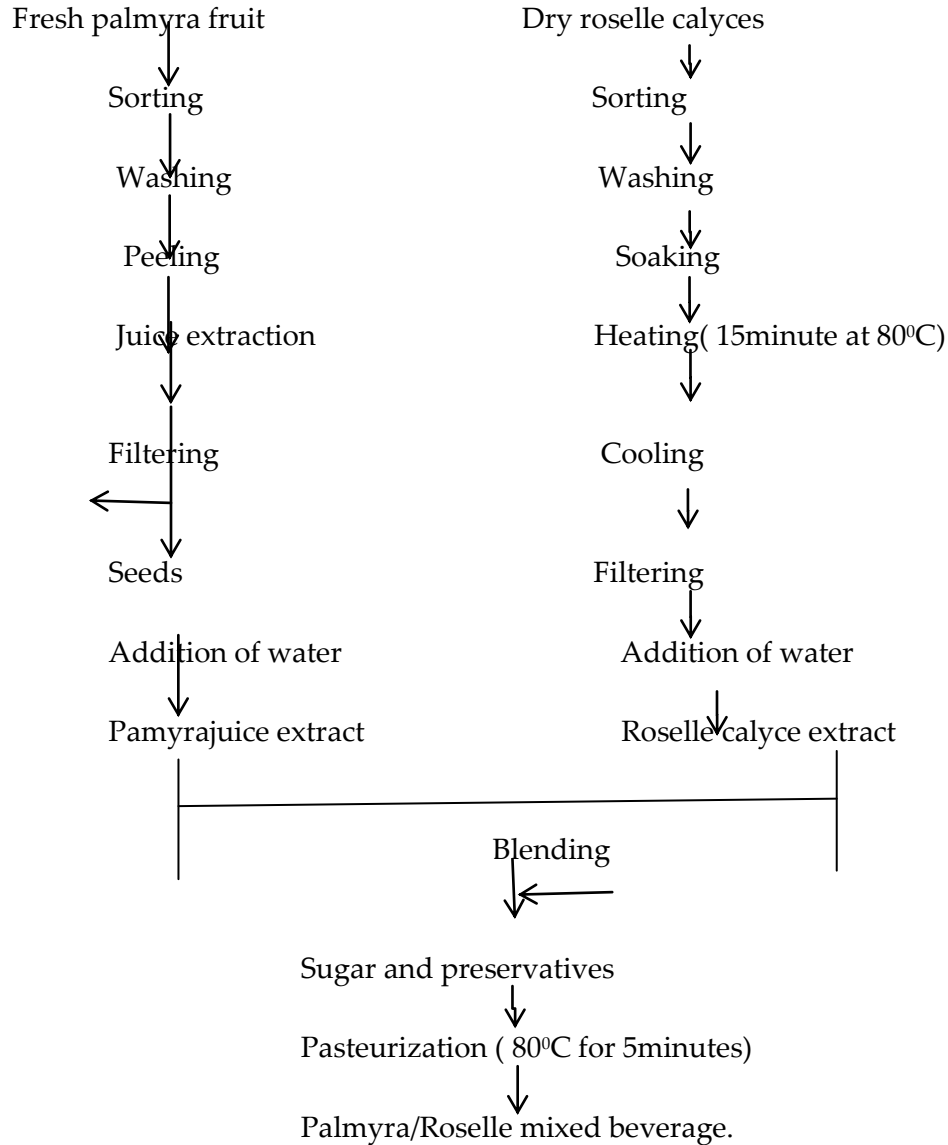 Fresh palmyra fruit
Dry roselle calyces
Sorting
Sorting
Washing
Washing
Peeling
Soaking
Juice extraction
Heating( 15minute at 80⁰C)
Filtering
Cooling
Seeds
Filtering
Addition of water
Addition of water
Pamyrajuice extract
Roselle calyce extract
Blending
Sugar and preservatives
Pasteurization ( 80⁰C for 5minutes)
Palmyra/Roselle mixed beverage.